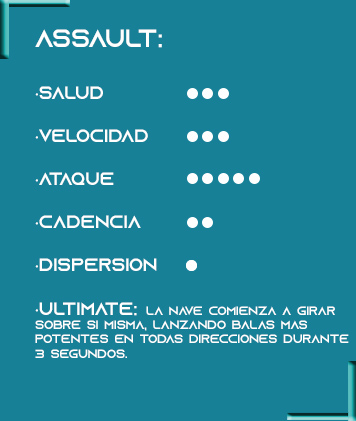 ASSAULT:
·SALUD
·VELOCIDAD
·ATAQUE
·CADENCIA
·DISPERSION
·ULTIMATE: LA NAVE COMIENZA A GIRAR
SOBRE SI MISMA, LANZANDO BALAS MAS
POTENTES EN TODAS DIRECCIONES DURANTE
3 SEGUNDOS.